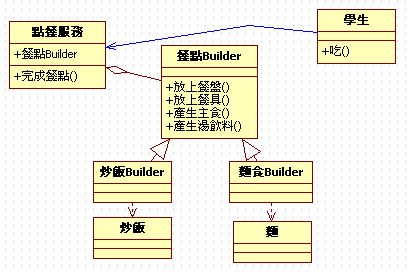 點餐服務
+餐點Builder
+完成餐點()
學生
+吃()
餐點Builder
+放上餐盤()
+放上餐具()
+產生主食()
+產生湯飲料()
炒飯Builder
麵食Builder
炒飯
麵